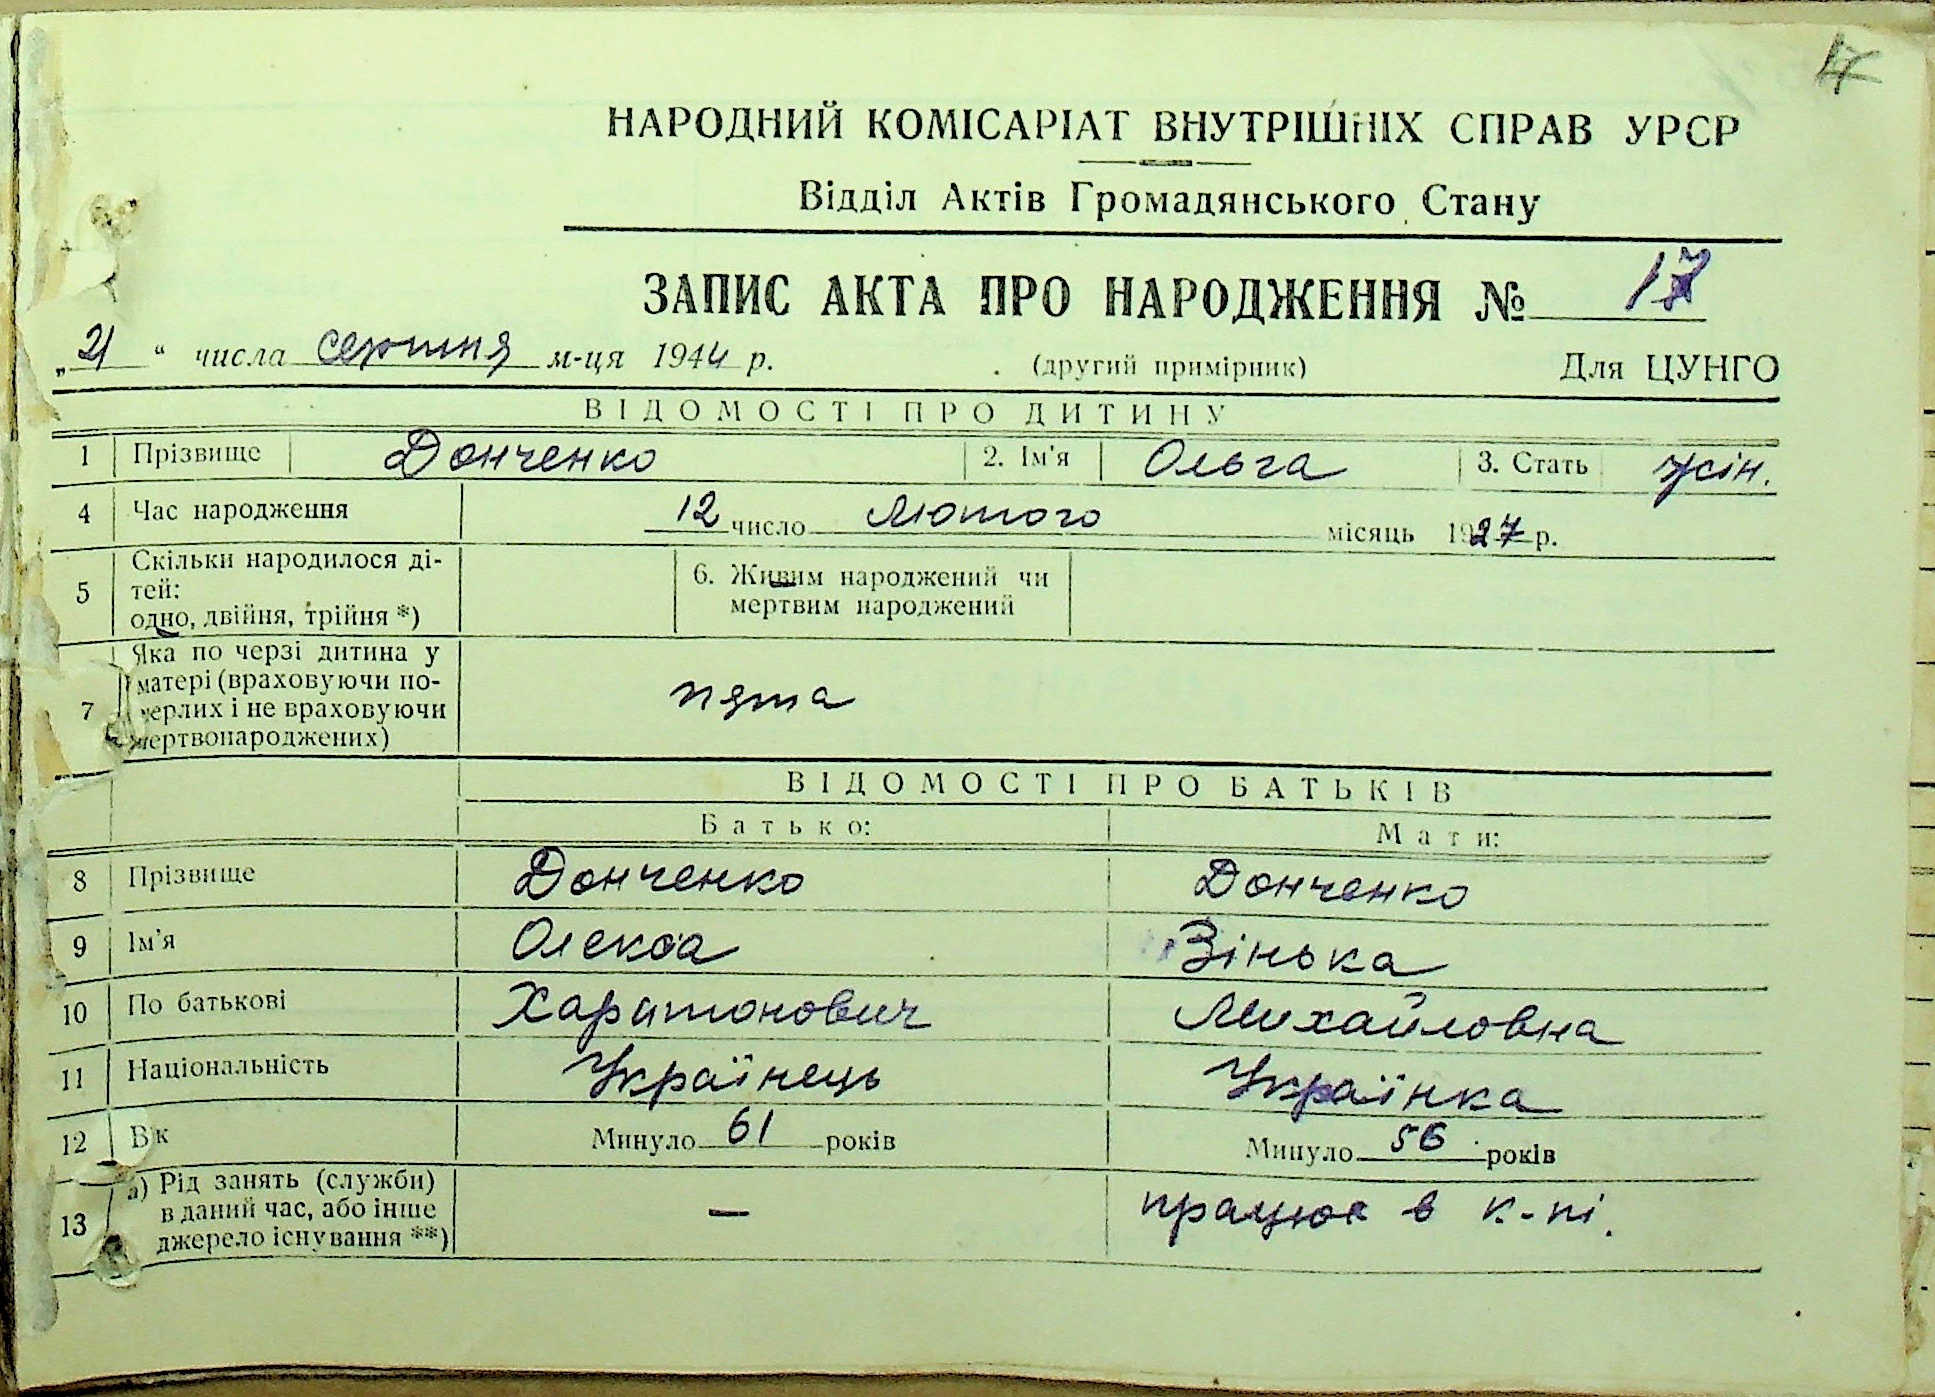 17
НАРОДНИЙ КОМІСАРІАТ ВНУТРІШНІХ СПРАВ УРСР
Відділ Актів Громадянського Стану
ЗАПИС АКТА ПРО НАРОДЖЕННЯ № 17
„21“ числа серпня м-ця 1944 р. (другий примірник) Для ЦУНГО
ВІДОМОСТІ ПРО ДИТИНУ
1 Прізвище Донченко 2. Ім'я Ольга 3. Стать жін.
4 Час народження 12 число Лютого місяць 1927 р.
5 Скільки народилося ді-
тей:
одно, двійня, трійня *)
6. Живим народжений чи
мертвим народжений
7 Яка по черзі дитина у
матері (враховуючи по-
мерлих і не враховуючи
мертвонароджених)
пята
ВІДОМОСТІ ПРО БАТЬКІВ
Батько: Мати:
8 Прізвище Донченко Донченко
9 Ім'я Олекса Зінька
10 По батькові Харитонович Михайловна
11 Національність Українець Українка
12 Вік Минуло 61 років Минуло 56 років
13 а) Рід занять (служби)
в даний час, або інше
джерело існування **)
— працює в к-пі.